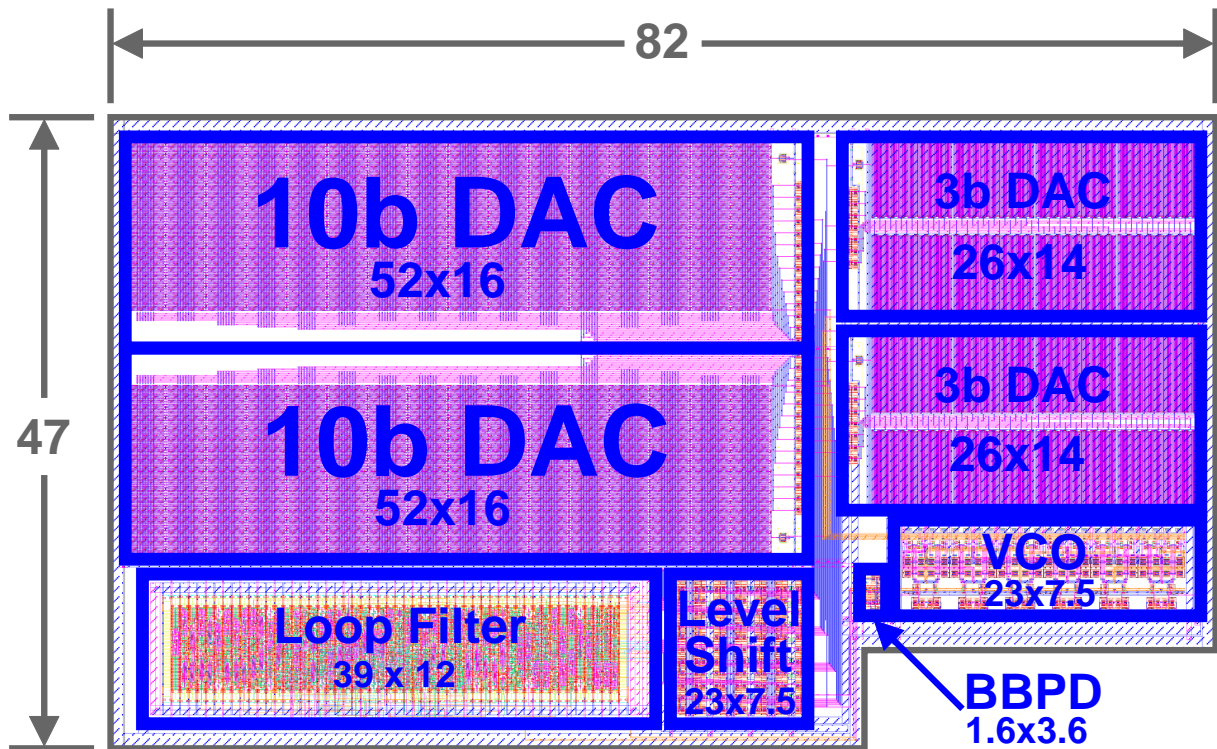 82
47
10b DAC
52x16
3b DAC
26x14
10b DAC
52x16
3b DAC
26x14
VCO
23x7.5
Loop Filter
39 x 12
Level
Shift
23x7.5
BBPD
1.6x3.6